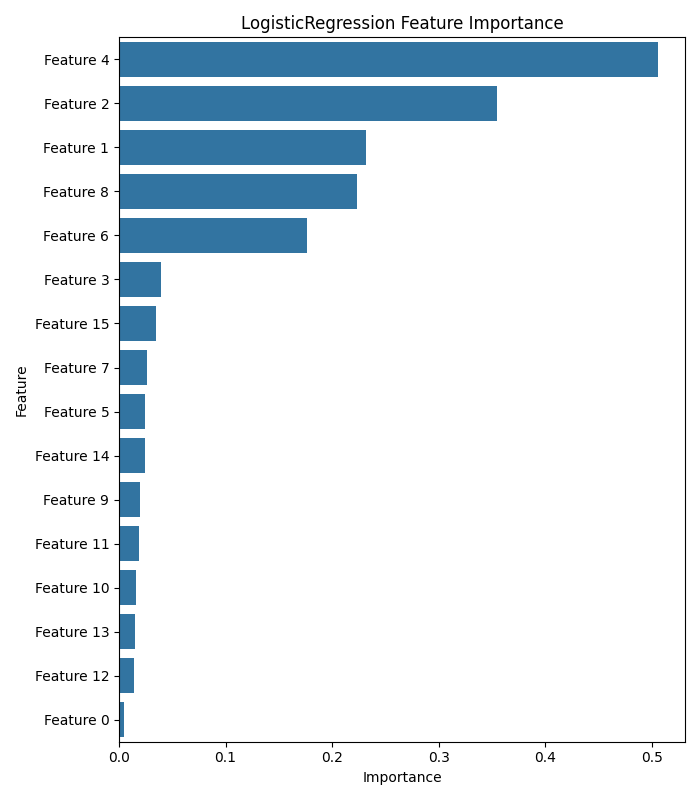 LogisticRegression Feature Importance
Feature 4
Feature 2
Feature 1
Feature 8
Feature 6
Feature 3
Feature 15
Feature 7
Feature 5
Feature 14
Feature 9
Feature 11
Feature 10
Feature 13
Feature 12
Feature 0
Feature
0.0 0.1 0.2 0.3 0.4 0.5
Importance